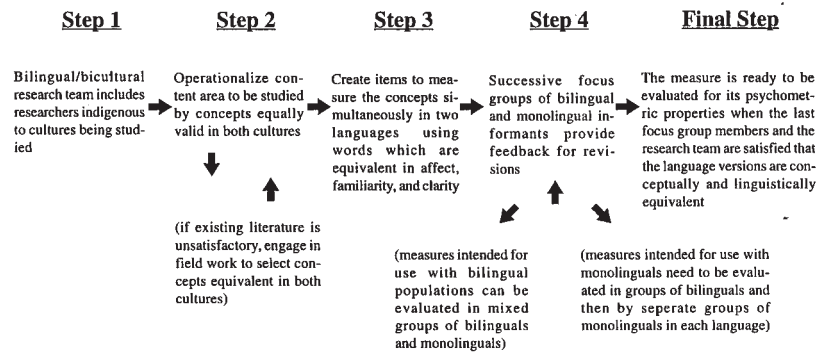 Step 1
Bilingual/bicultural
research team includes
researchers indigenous
to cultures being stud-
ied
Step 2
Operationalize con-
tent area to be studied
by concepts equally
valid in both cultures
(if existing literature is
unsatisfactory, engage in
field work to select con-
cepts equivalent in both
cultures)
Step 3
Create items to mea-
sure the concepts si-
multaneously in two
languages using
words which are
equivalent in affect,
familiarity, and clarity
Step 4
Successive focus
groups of bilingual
and monolingual in-
formants provide
feedback for revi-
sions
(measures intended for
use with bilingual
populations can be
evaluated in mixed
groups of bilinguals
and monolinguals)
(measures intended for use with
monolinguals need to be evalu-
ated in groups of bilinguals and
then by seperate groups of
monolinguals in each language)
Final Step
The measure is ready to be
evaluated for its psychomet-
ric properties when the last
focus group members and the
research team are satisfied that
the language versions are con-
ceptually and linguistically
equivalent